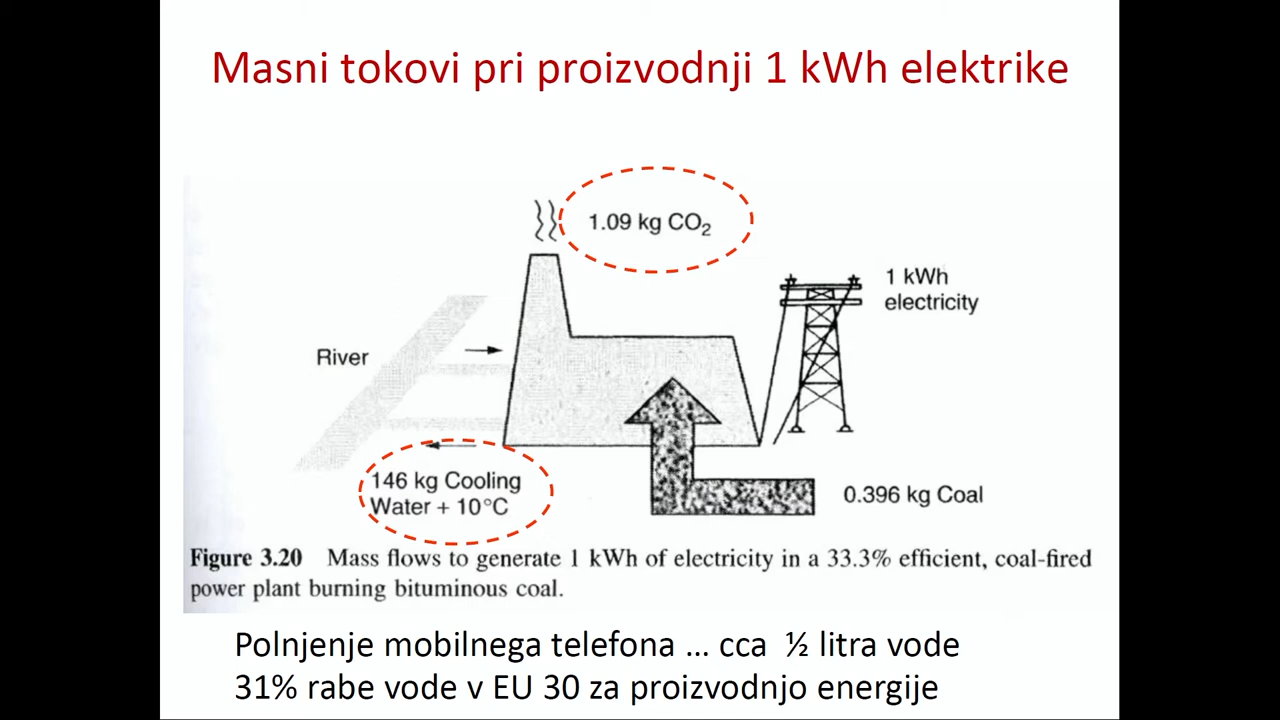 Masni tokovi pri proizvodnji 1 kWh elektrike
1.09 kg CO₂
1 kWh
electricity
River
146 kg Cooling
Water + 10°C
0.396 kg Coal
Figure 3.20 Mass flows to generate 1 kWh of electricity in a 33.3% efficient, coal-fired
power plant burning bituminous coal.
Polnjenje mobilnega telefona ... cca ½ litra vode
31% rabe vode v EU 30 za proizvodnjo energije